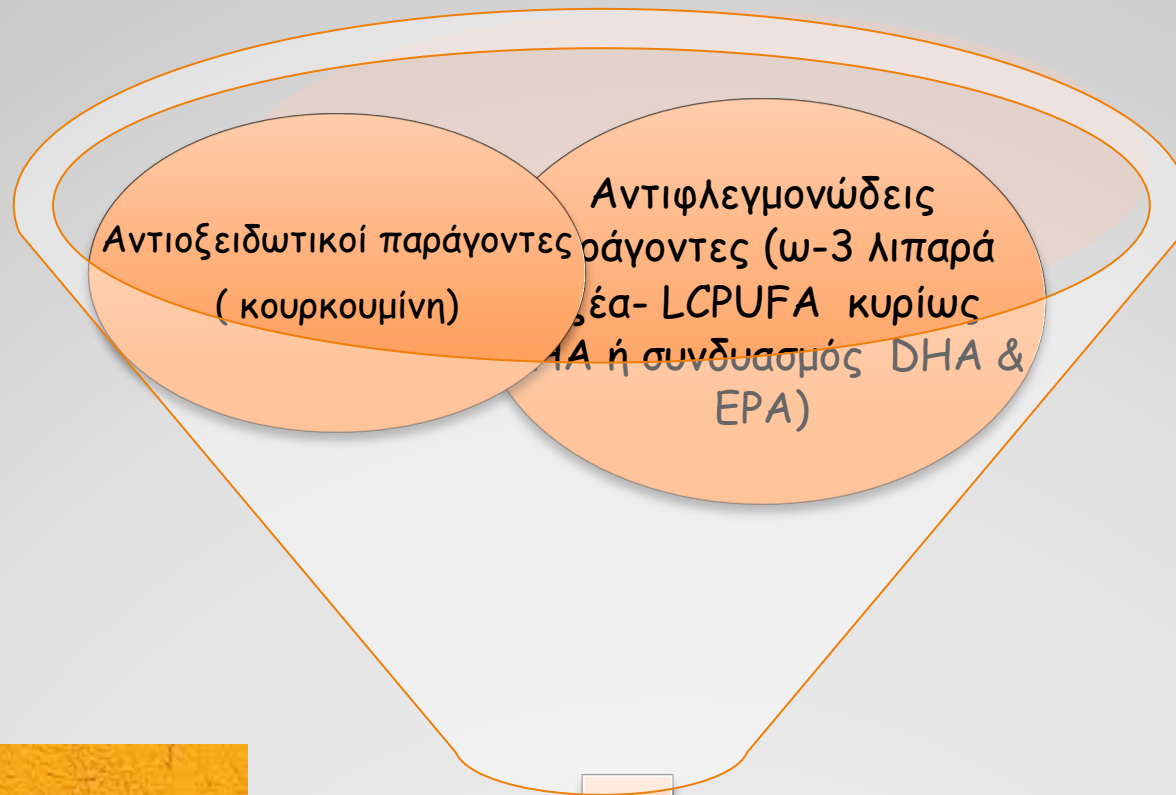 Αντιοξειδωτικοί παράγοντες
( κουρκουμίνη)
Αντιφλεγμονώδεις
(ω-3 λιπαρά
LCPUFA κυρίως
ή συνδυασμός DHA &
EPA)